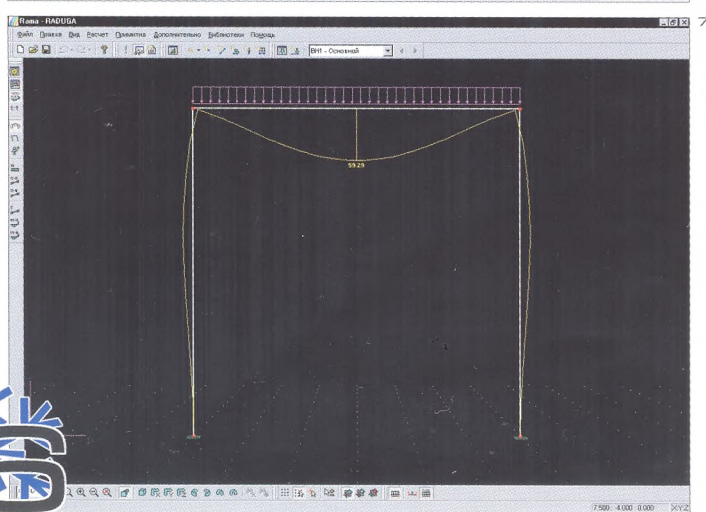 Rama - RADUGA
Файл Правка Вид Расчет Примитив Дополнительно Библиотеки Помощь
ВН1 - Основной
59.29
7.500 -4.000 0.000 XYZ